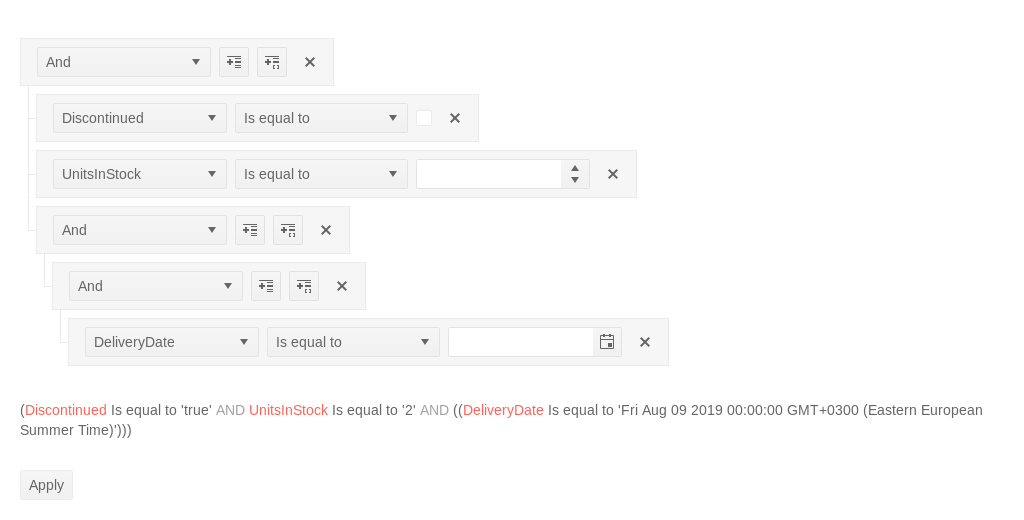 And
Discontinued Is equal to
UnitsInStock Is equal to
And
And
DeliveryDate Is equal to
(Discontinued Is equal to 'true' AND UnitsInStock Is equal to '2' AND ((DeliveryDate Is equal to 'Fri Aug 09 2019 00:00:00 GMT+0300 (Eastern European
Summer Time)')))
Apply